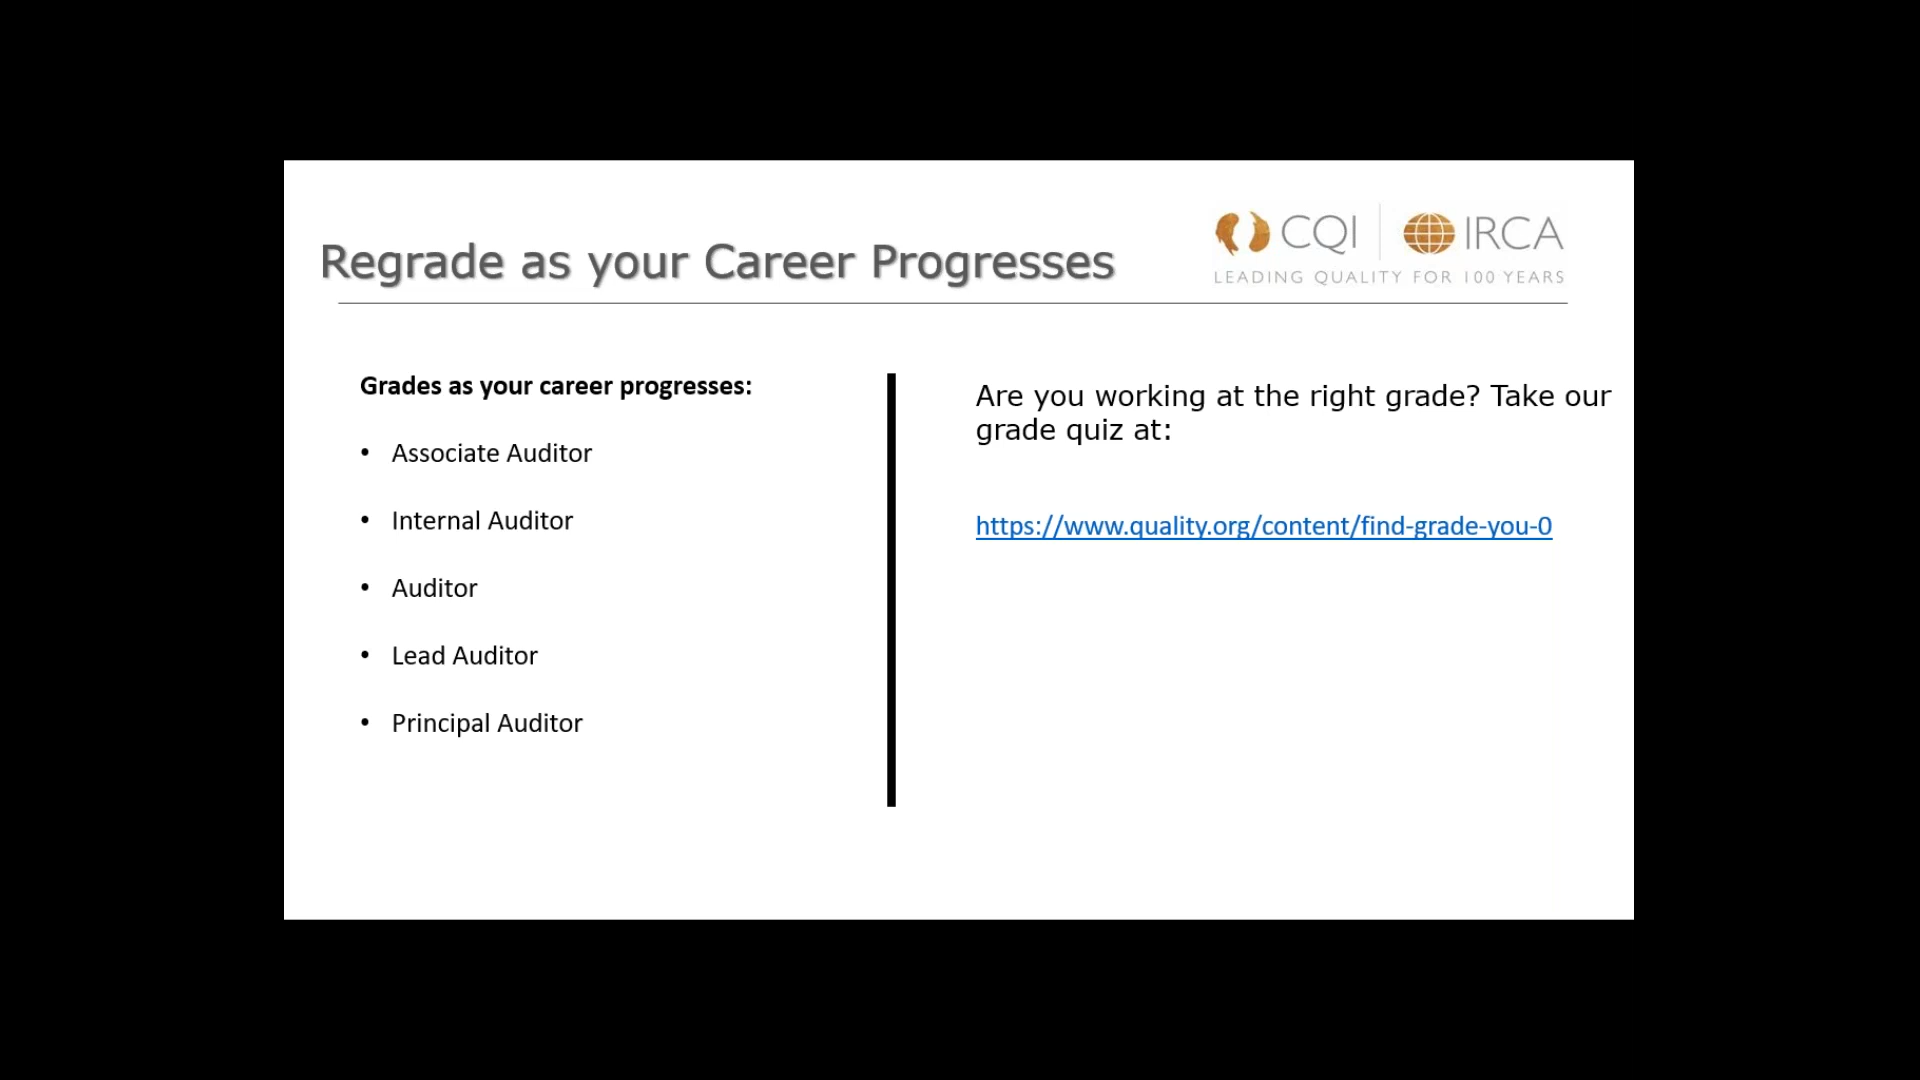 Regrade as your Career Progresses
CQI IRCA
LEADING QUALITY FOR 100 YEARS
Grades as your career progresses:
• Associate Auditor
• Internal Auditor
• Auditor
• Lead Auditor
• Principal Auditor
Are you working at the right grade? Take our
grade quiz at:
https://www.quality.org/content/find-grade-you-0